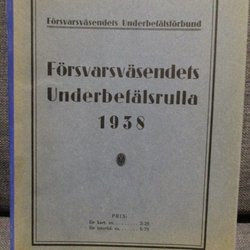 Försvarsväsendets Underbefälsförbund
Försvarsväsendets
Underbefälsrulla
1938
PRIS: